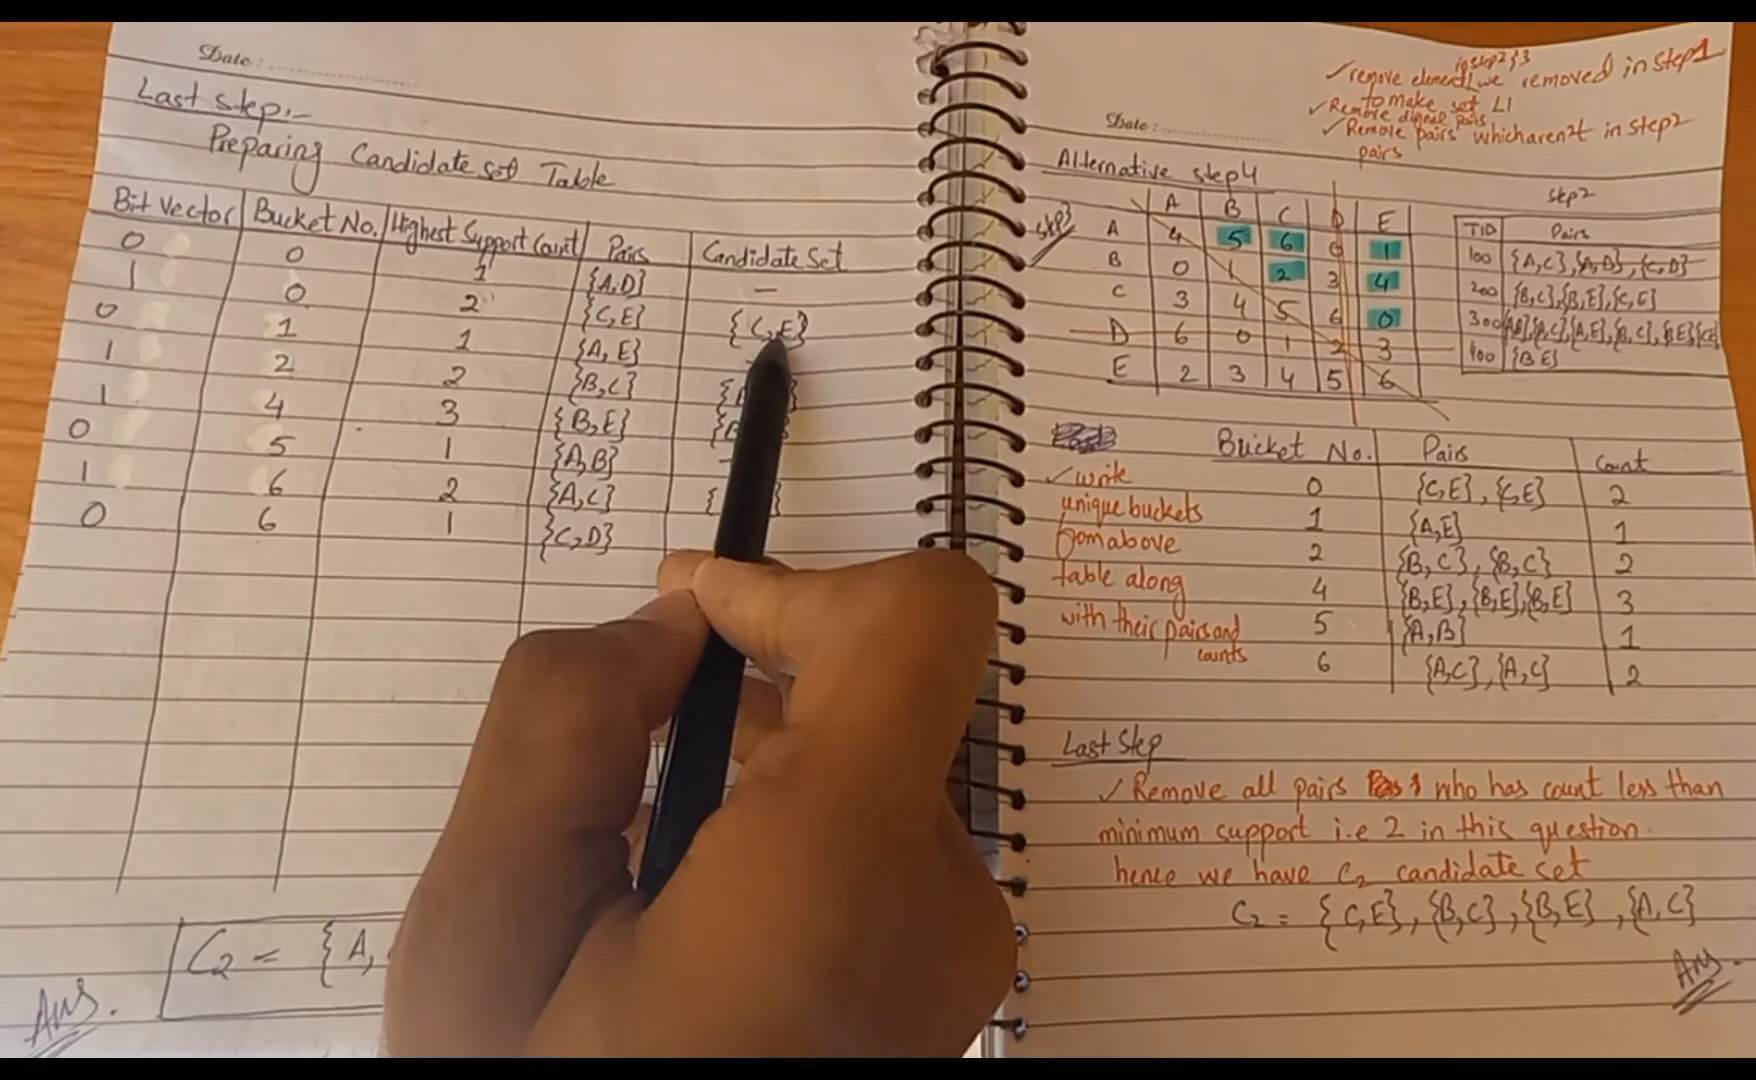 Date :
Last step:-
Preparing Candidate set Table
Bit Vector Bucket No. Highest Support Count Pairs Candidate Set
0 0 1 {A,D} -
1 0 2 {C,E} {C,E}
0 1 1 {A,E}
1 2 2 {B,C} {
1 4 3 {B,E} {B
0 5 1 {A,B} -
1 6 2 {A,C} { }
0 6 1 {C,D}
C2 = { A,
Ans.
in step2 & 3
✓ remove element we removed in step1
to make set L1
✓ Remove pairs
✓ Remove pairs which aren't in step2
pairs
Date :
Alternative step4
step3
A B C D E
A 4 5 6 0 1
B 0 1 2 3 4
C 3 4 5 6 0
D 6 0 1 2 3
E 2 3 4 5 6
step2
TID Pairs
100 {A,C},{A,D},{C,D}
200 {B,C},{B,E},{C,E}
300 {A,B},{A,C},{A,E},{B,C},{B,E},{C,E}
400 {B E}
Bucket No. Pairs Count
0 {C,E},{C,E} 2
1 {A,E} 1
2 {B,C},{B,C} 2
4 {B,E},{B,E},{B,E} 3
5 {A,B} 1
6 {A,C},{A,C} 2
✓ write
unique buckets
from above
table along
with their pairs and
counts
Last Step
✓ Remove all pairs who has count less than
minimum support i.e 2 in this question.
hence we have C2 candidate set
C2 = {C,E},{B,C},{B,E},{A,C}
Ans.